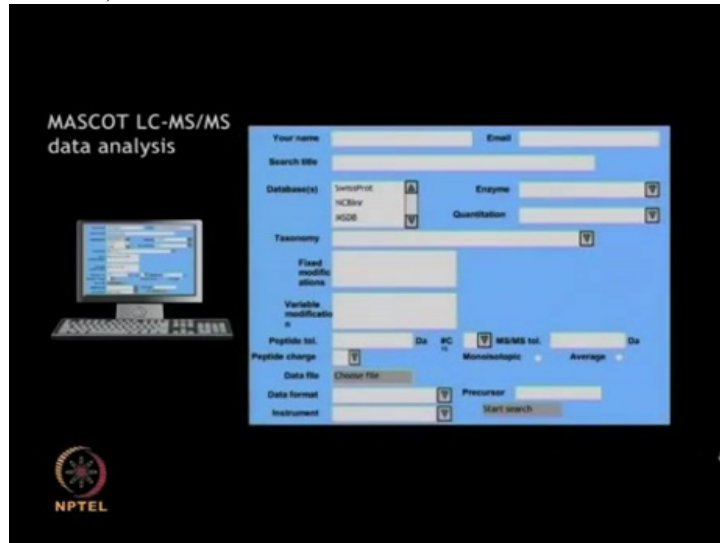 MASCOT LC-MS/MS
data analysis
Your name Email
Search title
Database(s) SwissProt Enzyme
NCBInr
MSDB Quantitation
Taxonomy
Fixed
modific
ations
Variable
modificatio
n
Peptide tol. Da #C MS/MS tol. Da
Peptide charge Monoisotopic Average
Data file Choose file
Data format Precursor
Instrument Start search
NPTEL